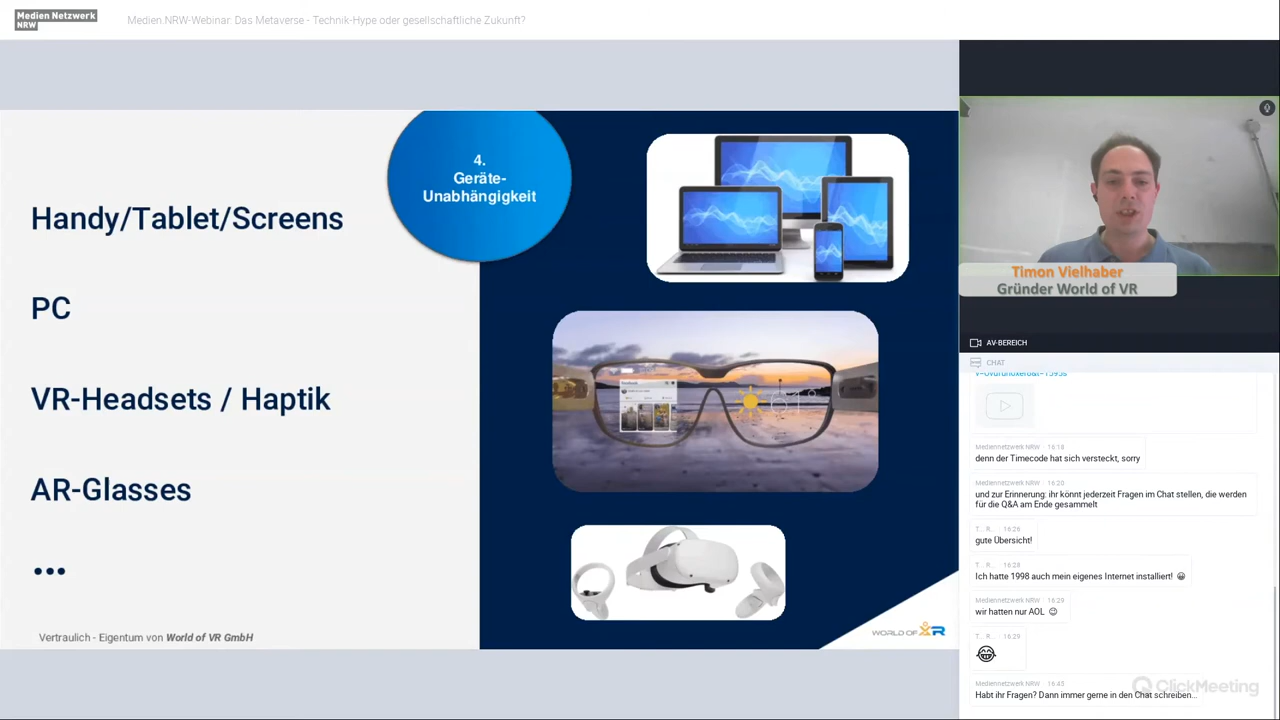 Medien Netzwerk
NRW
Medien.NRW-Webinar: Das Metaverse - Technik-Hype oder gesellschaftliche Zukunft?
4.
Geräte-
Unabhängigkeit
Handy/Tablet/Screens
PC
VR-Headsets / Haptik
AR-Glasses
...
61°
Vertraulich - Eigentum von World of VR GmbH
WORLD OF XR
Timon Vielhaber
Gründer World of VR
AV-BEREICH
CHAT
Mediennetzwerk NRW 16:18
denn der Timecode hat sich versteckt, sorry
Mediennetzwerk NRW 16:20
und zur Erinnerung: ihr könnt jederzeit Fragen im Chat stellen, die werden
für die Q&A am Ende gesammelt
T... R... 16:26
gute Übersicht!
T... R... 16:28
Ich hatte 1998 auch mein eigenes Internet installiert! 😀
Mediennetzwerk NRW 16:29
wir hatten nur AOL 😉
T... R... 16:29
😂
Mediennetzwerk NRW 16:45
Habt ihr Fragen? Dann immer gerne in den Chat schreiben...
ClickMeeting